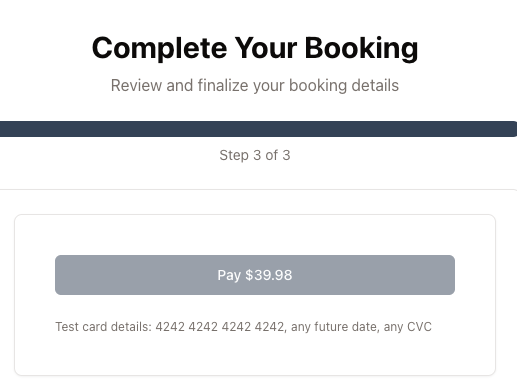 Complete Your Booking
Review and finalize your booking details
Step 3 of 3
Pay $39.98
Test card details: 4242 4242 4242 4242, any future date, any CVC